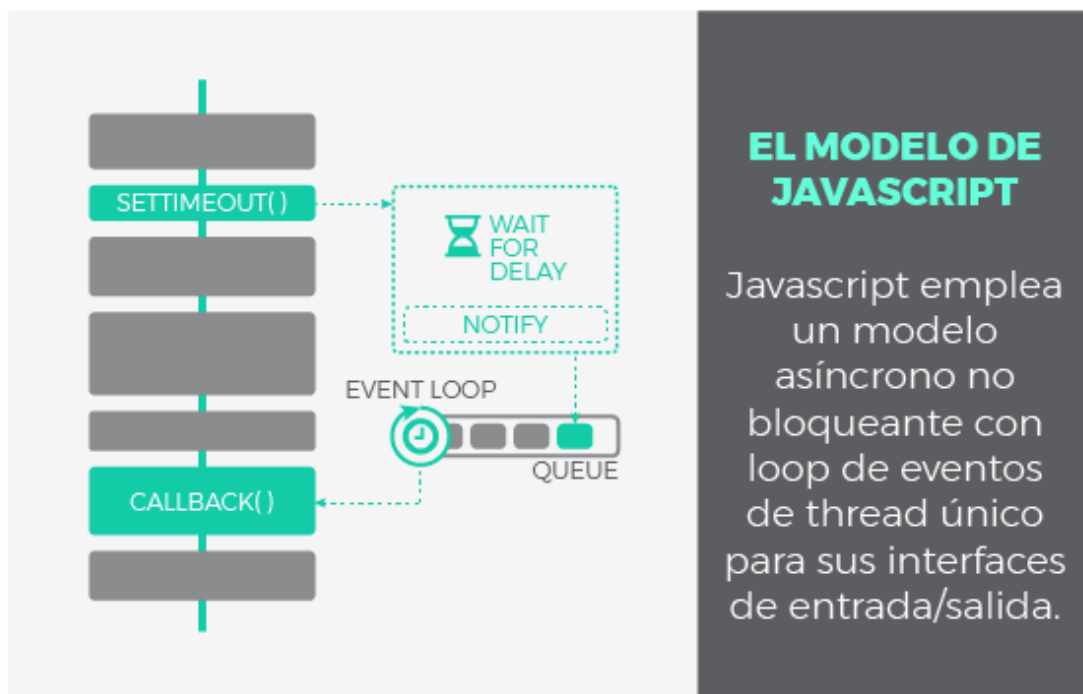 SETTIMEOUT( )
WAIT
FOR
DELAY
NOTIFY
EVENT LOOP
QUEUE
CALLBACK( )
EL MODELO DE
JAVASCRIPT
Javascript emplea
un modelo
asíncrono no
bloqueante con
loop de eventos
de thread único
para sus interfaces
de entrada/salida.